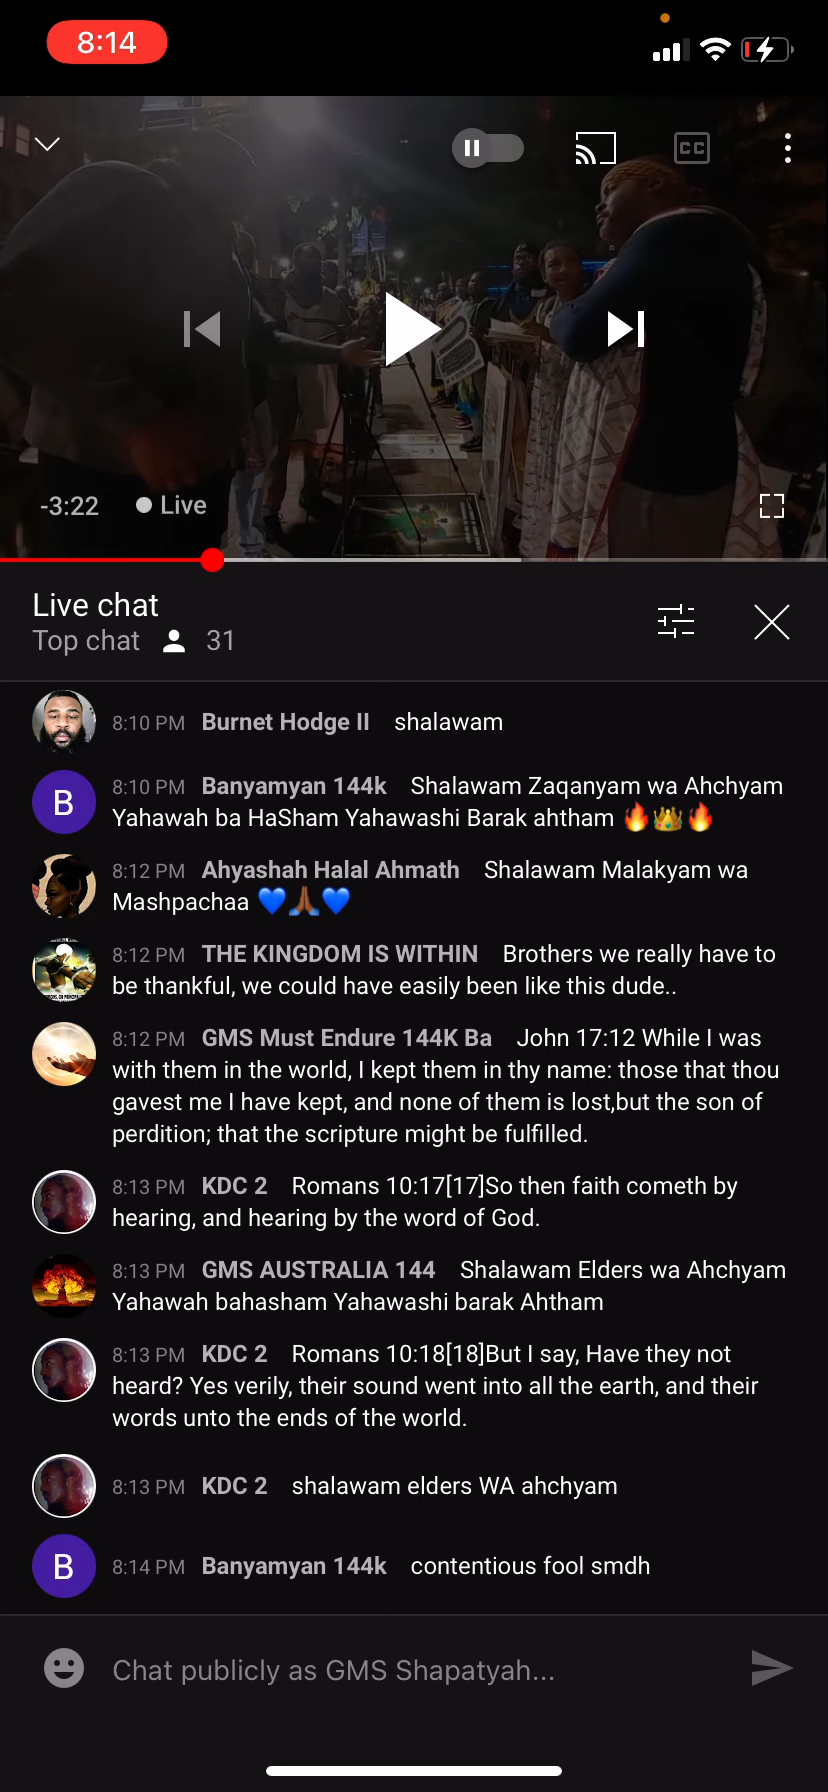 8:14
CC
-3:22 Live
Live chat
Top chat 31
8:10 PM Burnet Hodge II shalawam
B
8:10 PM Banyamyan 144k Shalawam Zaqanyam wa Ahchyam
Yahawah ba HaSham Yahawashi Barak ahtham 🔥👑🔥
8:12 PM Ahyashah Halal Ahmath Shalawam Malakyam wa
Mashpachaa 💙🙏🏾💙
8:12 PM THE KINGDOM IS WITHIN Brothers we really have to
be thankful, we could have easily been like this dude..
8:12 PM GMS Must Endure 144K Ba John 17:12 While I was
with them in the world, I kept them in thy name: those that thou
gavest me I have kept, and none of them is lost,but the son of
perdition; that the scripture might be fulfilled.
8:13 PM KDC 2 Romans 10:17[17]So then faith cometh by
hearing, and hearing by the word of God.
8:13 PM GMS AUSTRALIA 144 Shalawam Elders wa Ahchyam
Yahawah bahasham Yahawashi barak Ahtham
8:13 PM KDC 2 Romans 10:18[18]But I say, Have they not
heard? Yes verily, their sound went into all the earth, and their
words unto the ends of the world.
8:13 PM KDC 2 shalawam elders WA ahchyam
B
8:14 PM Banyamyan 144k contentious fool smdh
Chat publicly as GMS Shapatyah...